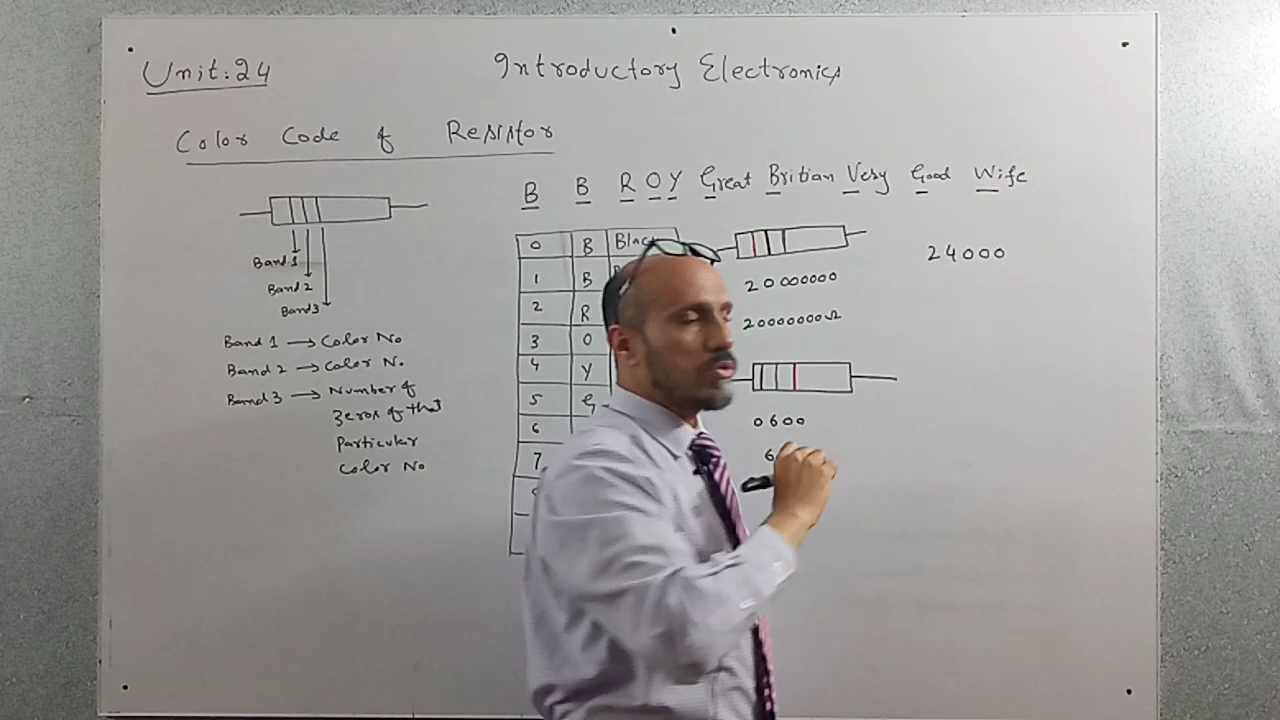 Unit: 24
Introductory Electronics
Color Code of Resistor
B B R O Y Great Britian Very Good Wife
Band 1
Band 2
Band 3
Band 1 → Color No
Band 2 → Color N.
Band 3 → Number of
Zeros of that
Particular
Color No
0 B Black
1 B
2 R
3 O
4 Y
5 G
6
7
20000000
20000000Ω
24000
0600
6